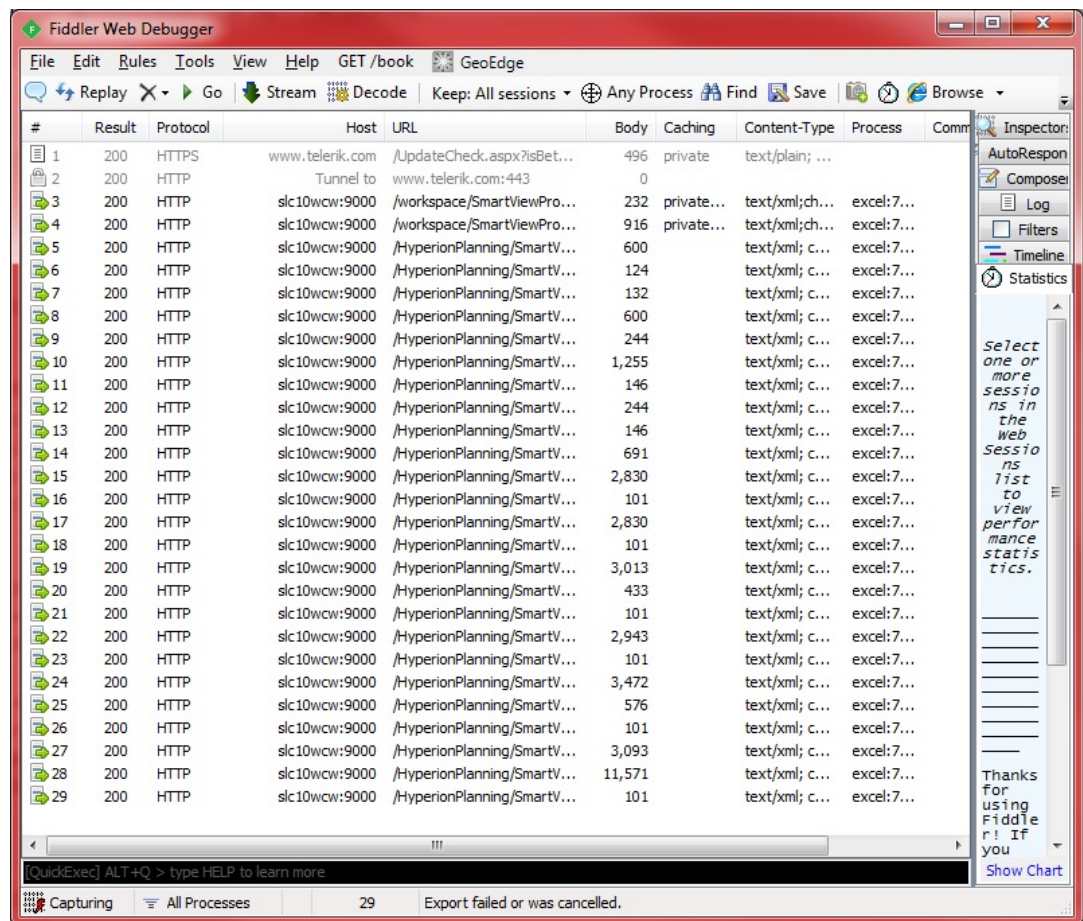 Fiddler Web Debugger
File Edit Rules Tools View Help GET /book GeoEdge
Replay Go Stream Decode Keep: All sessions Any Process Find Save Browse
# Result Protocol Host URL Body Caching Content-Type Process Comm
1 200 HTTPS www.telerik.com /UpdateCheck.aspx?isBet... 496 private text/plain; ...
2 200 HTTP Tunnel to www.telerik.com:443 0
3 200 HTTP slc10wcw:9000 /workspace/SmartViewPro... 232 private... text/xml;ch... excel:7...
4 200 HTTP slc10wcw:9000 /workspace/SmartViewPro... 916 private... text/xml;ch... excel:7...
5 200 HTTP slc10wcw:9000 /HyperionPlanning/SmartV... 600 text/xml; c... excel:7...
6 200 HTTP slc10wcw:9000 /HyperionPlanning/SmartV... 124 text/xml; c... excel:7...
7 200 HTTP slc10wcw:9000 /HyperionPlanning/SmartV... 132 text/xml; c... excel:7...
8 200 HTTP slc10wcw:9000 /HyperionPlanning/SmartV... 600 text/xml; c... excel:7...
9 200 HTTP slc10wcw:9000 /HyperionPlanning/SmartV... 244 text/xml; c... excel:7...
10 200 HTTP slc10wcw:9000 /HyperionPlanning/SmartV... 1,255 text/xml; c... excel:7...
11 200 HTTP slc10wcw:9000 /HyperionPlanning/SmartV... 146 text/xml; c... excel:7...
12 200 HTTP slc10wcw:9000 /HyperionPlanning/SmartV... 244 text/xml; c... excel:7...
13 200 HTTP slc10wcw:9000 /HyperionPlanning/SmartV... 146 text/xml; c... excel:7...
14 200 HTTP slc10wcw:9000 /HyperionPlanning/SmartV... 691 text/xml; c... excel:7...
15 200 HTTP slc10wcw:9000 /HyperionPlanning/SmartV... 2,830 text/xml; c... excel:7...
16 200 HTTP slc10wcw:9000 /HyperionPlanning/SmartV... 101 text/xml; c... excel:7...
17 200 HTTP slc10wcw:9000 /HyperionPlanning/SmartV... 2,830 text/xml; c... excel:7...
18 200 HTTP slc10wcw:9000 /HyperionPlanning/SmartV... 101 text/xml; c... excel:7...
19 200 HTTP slc10wcw:9000 /HyperionPlanning/SmartV... 3,013 text/xml; c... excel:7...
20 200 HTTP slc10wcw:9000 /HyperionPlanning/SmartV... 433 text/xml; c... excel:7...
21 200 HTTP slc10wcw:9000 /HyperionPlanning/SmartV... 101 text/xml; c... excel:7...
22 200 HTTP slc10wcw:9000 /HyperionPlanning/SmartV... 2,943 text/xml; c... excel:7...
23 200 HTTP slc10wcw:9000 /HyperionPlanning/SmartV... 101 text/xml; c... excel:7...
24 200 HTTP slc10wcw:9000 /HyperionPlanning/SmartV... 3,472 text/xml; c... excel:7...
25 200 HTTP slc10wcw:9000 /HyperionPlanning/SmartV... 576 text/xml; c... excel:7...
26 200 HTTP slc10wcw:9000 /HyperionPlanning/SmartV... 101 text/xml; c... excel:7...
27 200 HTTP slc10wcw:9000 /HyperionPlanning/SmartV... 3,093 text/xml; c... excel:7...
28 200 HTTP slc10wcw:9000 /HyperionPlanning/SmartV... 11,571 text/xml; c... excel:7...
29 200 HTTP slc10wcw:9000 /HyperionPlanning/SmartV... 101 text/xml; c... excel:7...
Inspector
AutoRespon
Composer
Log
Filters
Timeline
Statistics
Select
one or
more
sessio
ns in
the
Web
Sessio
ns
list
to
view
perfor
mance
statis
tics.
Thanks
for
using
Fiddle
r! If
you
Show Chart
[QuickExec] ALT+Q > type HELP to learn more
Capturing All Processes 29 Export failed or was cancelled.